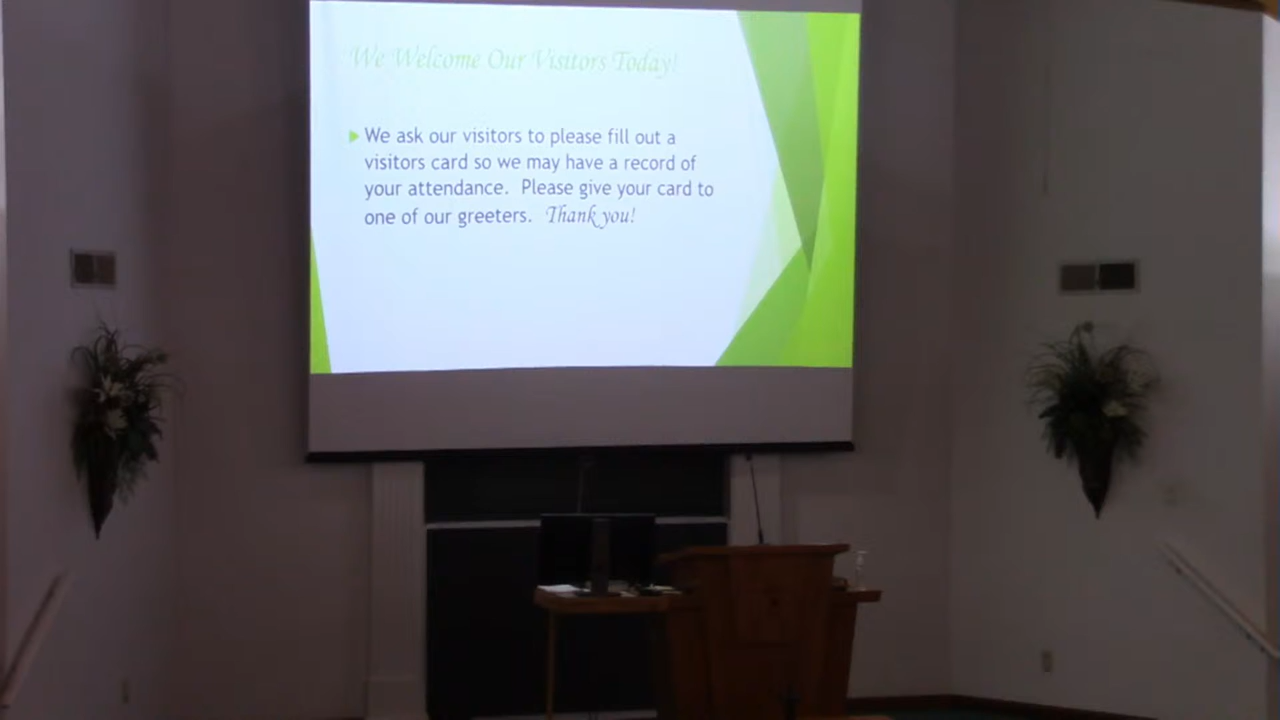 We Welcome Our Visitors Today!
We ask our visitors to please fill out a
visitors card so we may have a record of
your attendance. Please give your card to
one of our greeters. Thank you!